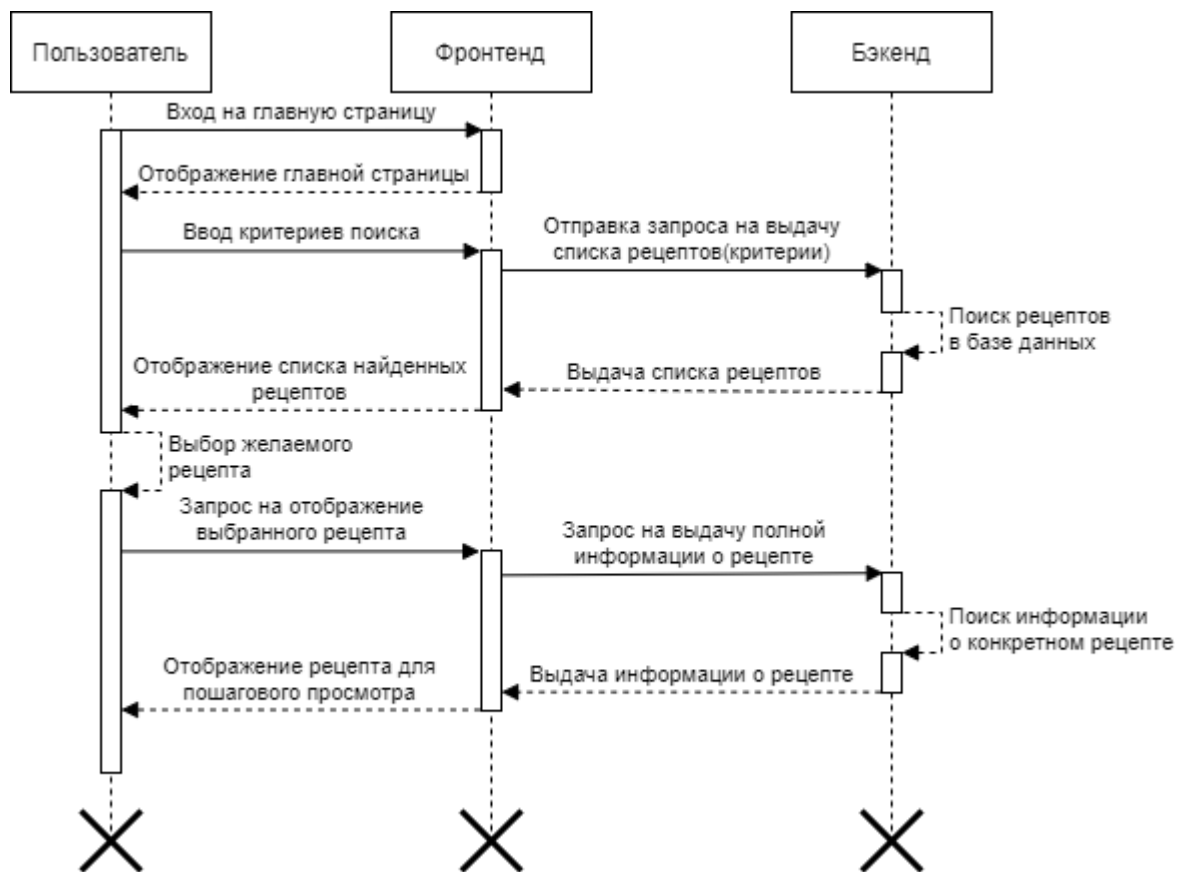 Пользователь
Фронтенд
Бэкенд
Вход на главную страницу
Отображение главной страницы
Ввод критериев поиска
Отправка запроса на выдачу
списка рецептов(критерии)
Поиск рецептов
в базе данных
Выдача списка рецептов
Отображение списка найденных
рецептов
Выбор желаемого
рецепта
Запрос на отображение
выбранного рецепта
Запрос на выдачу полной
информации о рецепте
Поиск информации
о конкретном рецепте
Выдача информации о рецепте
Отображение рецепта для
пошагового просмотра